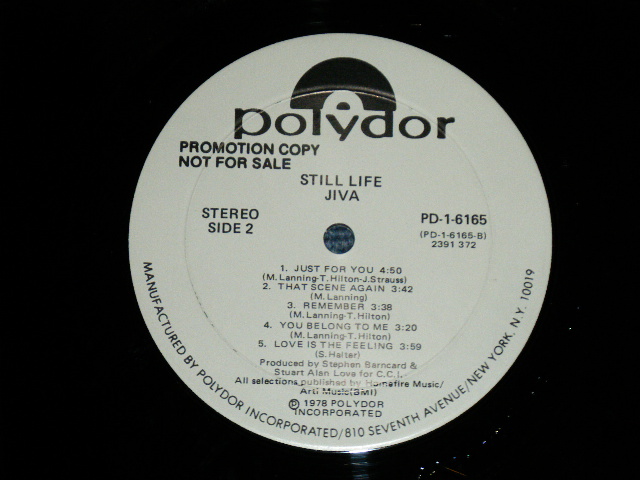 polydor
PROMOTION COPY
NOT FOR SALE
STILL LIFE
JIVA
STEREO
SIDE 2
PD-1-6165
(PD-1-6165-B)
2391 372
1. JUST FOR YOU 4:50
(M. Lanning-T. Hilton-J. Strauss)
2. THAT SCENE AGAIN 3:42
(M. Lanning)
3. REMEMBER 3:38
(M. Lanning-T. Hilton)
4. YOU BELONG TO ME 3:20
(M. Lanning-T. Hilton)
5. LOVE IS THE FEELING 3:59
(S. Halter)
Produced by Stephen Barncard &
Stuart Alan Love for C.C.I.
All selections published by Homefire Music/
Arti Music(BMI)
℗ 1978 POLYDOR
INCORPORATED
MANUFACTURED BY POLYDOR INCORPORATED/810 SEVENTH AVENUE/NEW YORK. N.Y. 10019